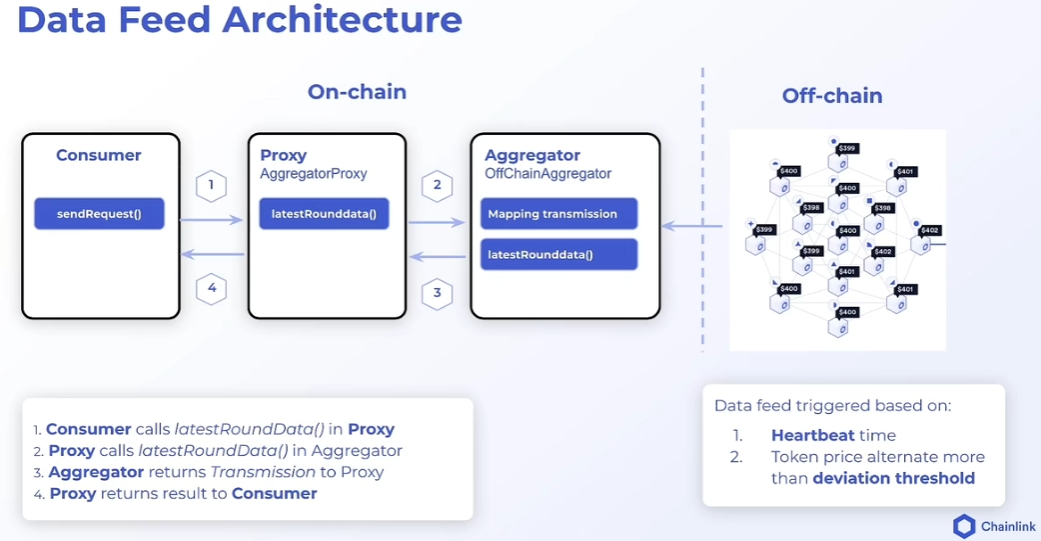 Data Feed Architecture
On-chain
Off-chain
Consumer
sendRequest()
1
4
Proxy
AggregatorProxy
latestRounddata()
2
3
Aggregator
OffChainAggregator
Mapping transmission
latestRounddata()
$399
$400
$401
$400
$398
$398
$399
$400
$402
$399
$402
$401
$400
$401
$400
1. Consumer calls latestRoundData() in Proxy
2. Proxy calls latestRoundData() in Aggregator
3. Aggregator returns Transmission to Proxy
4. Proxy returns result to Consumer
Data feed triggered based on:
1. Heartbeat time
2. Token price alternate more
than deviation threshold
Chainlink